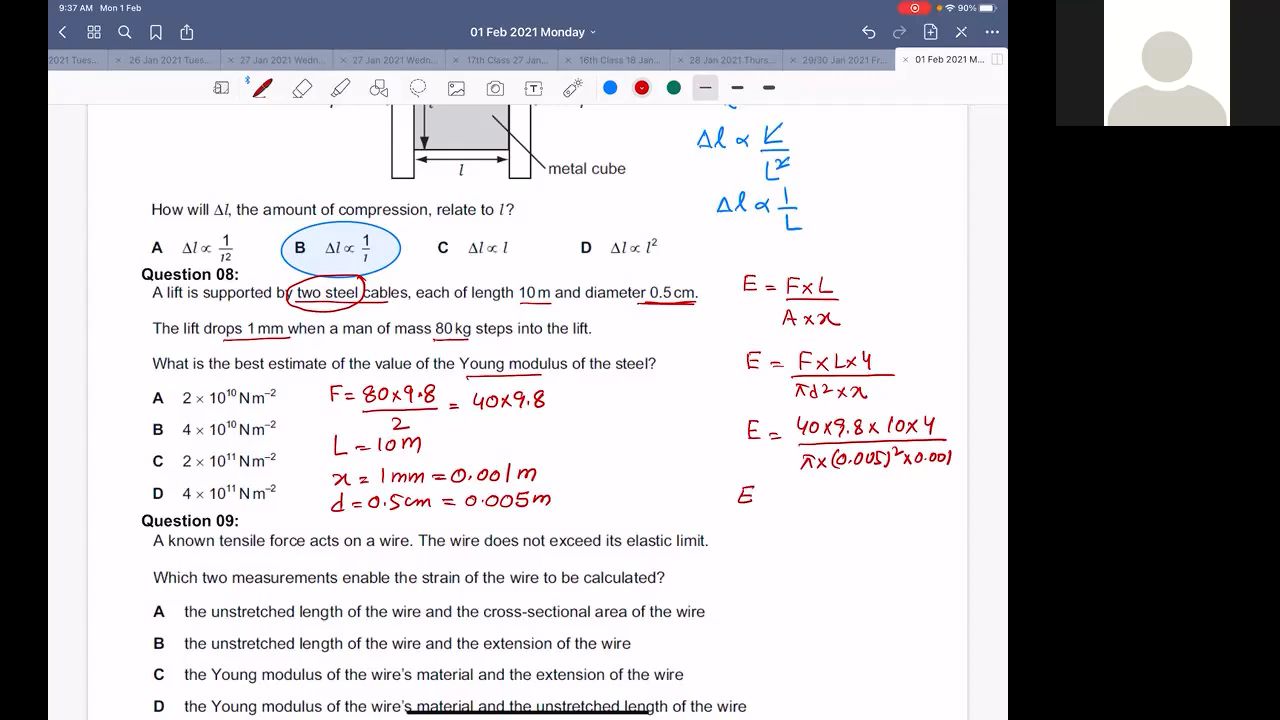 9:37 AM Mon 1 Feb
90%
01 Feb 2021 Monday
2021 Tues...
26 Jan 2021 Tues...
27 Jan 2021 Wedn...
27 Jan 2021 Wedn...
17th Class 27 Jan...
16th Class 18 Jan...
28 Jan 2021 Thurs...
29/30 Jan 2021 Fr...
01 Feb 2021 M...
l
metal cube
Δl ∝ K/L^x
Δl ∝ 1/L
How will Δl, the amount of compression, relate to l?
A Δl ∝ 1/l²
B Δl ∝ 1/l
C Δl ∝ l
D Δl ∝ l²
Question 08:
A lift is supported by two steel cables, each of length 10 m and diameter 0.5 cm.
The lift drops 1 mm when a man of mass 80 kg steps into the lift.
What is the best estimate of the value of the Young modulus of the steel?
A 2 × 10¹⁰ N m⁻²
B 4 × 10¹⁰ N m⁻²
C 2 × 10¹¹ N m⁻²
D 4 × 10¹¹ N m⁻²
F = 80×9.8/2 = 40×9.8
L = 10m
x = 1mm = 0.001m
d = 0.5cm = 0.005m
E = F×L/A×x
E = F×L×4/πd²×x
E = 40×9.8×10×4/π×(0.005)²×0.001
E
Question 09:
A known tensile force acts on a wire. The wire does not exceed its elastic limit.
Which two measurements enable the strain of the wire to be calculated?
A the unstretched length of the wire and the cross-sectional area of the wire
B the unstretched length of the wire and the extension of the wire
C the Young modulus of the wire's material and the extension of the wire
D the Young modulus of the wire's material and the unstretched length of the wire